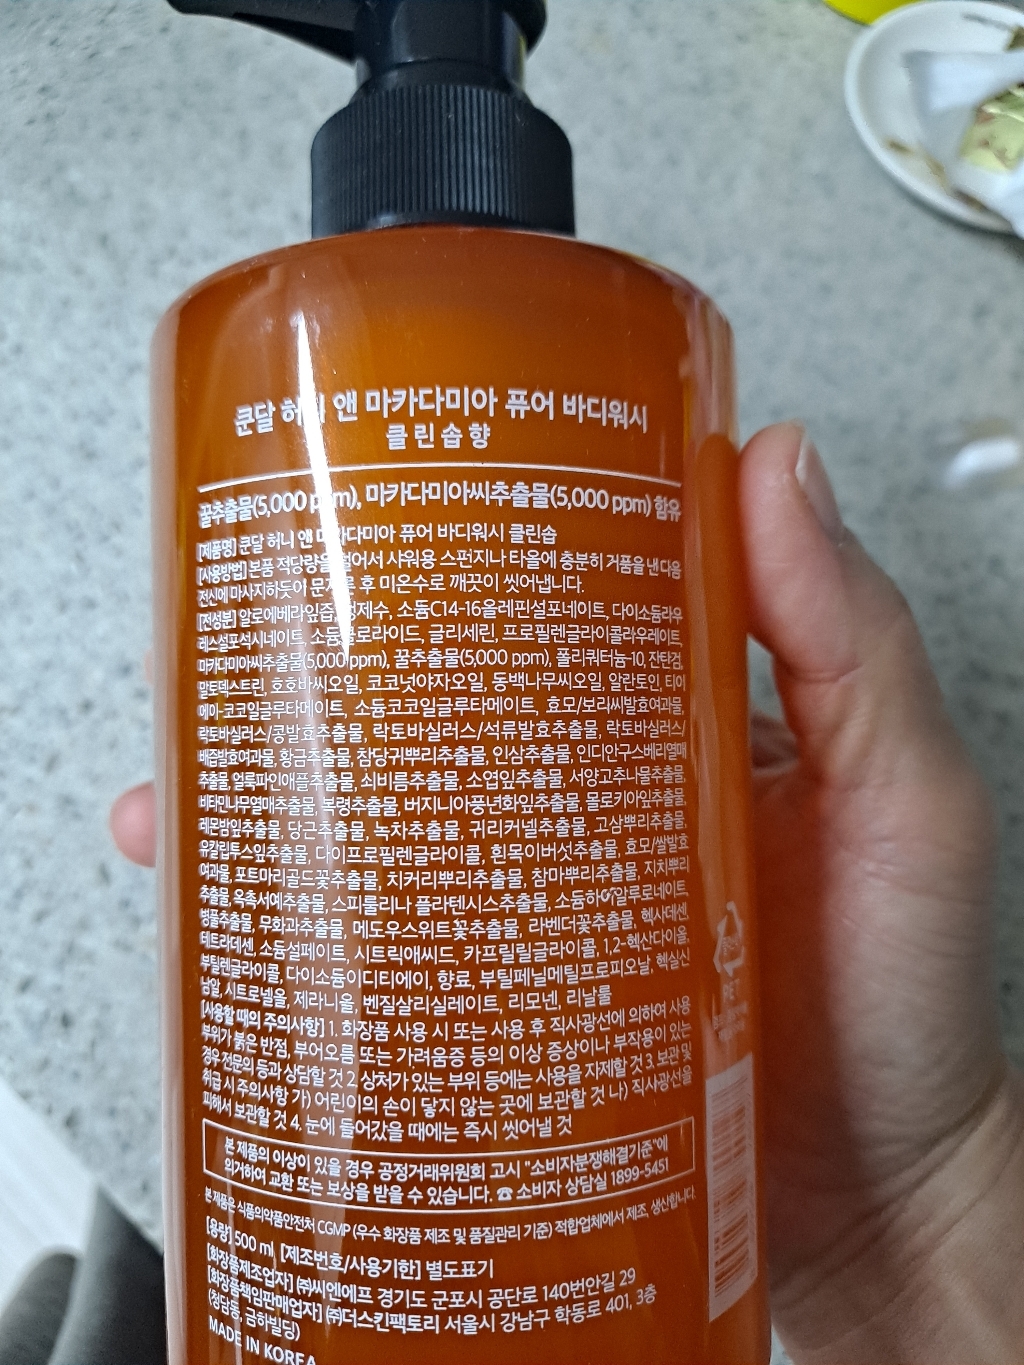 쿤달 허니 앤 마카다미아 퓨어 바디워시
클린솝향
꿀추출물(5,000 ppm), 마카다미아씨추출물(5,000 ppm) 함유
[제품명] 쿤달 허니 앤 마카다미아 퓨어 바디워시 클린솝
[사용방법] 본품 적당량을 덜어서 샤워용 스펀지나 타올에 충분히 거품을 낸 다음
전신에 마사지하듯이 문지른 후 미온수로 깨끗이 씻어냅니다.
[전성분] 알로에베라잎즙, 정제수, 소듐C14-16올레핀설포네이트, 다이소듐라우
레스설포석시네이트, 소듐클로라이드, 글리세린, 프로필렌글라이콜라우레이트,
마카다미아씨추출물(5,000 ppm), 꿀추출물(5,000 ppm), 폴리쿼터늄-10, 잔탄검,
말토덱스트린, 호호바씨오일, 코코넛야자오일, 동백나무씨오일, 알란토인, 티이
에이-코코일글루타메이트, 소듐코코일글루타메이트, 효모/보리씨발효여과물,
락토바실러스/콩발효추출물, 락토바실러스/석류발효추출물, 락토바실러스/
배즙발효여과물, 황금추출물, 참당귀뿌리추출물, 인삼추출물, 인디안구스베리열매
추출물, 얼룩파인애플추출물, 쇠비름추출물, 소엽잎추출물, 서양고추나물추출물,
비타민나무열매추출물, 복령추출물, 버지니아풍년화잎추출물, 몰로키아잎추출물,
레몬밤잎추출물, 당근추출물, 녹차추출물, 귀리커넬추출물, 고삼뿌리추출물,
유칼립투스잎추출물, 다이프로필렌글라이콜, 흰목이버섯추출물, 효모/쌀발효
여과물, 포트마리골드꽃추출물, 치커리뿌리추출물, 참마뿌리추출물, 지치뿌리
추출물, 옥촉서예추출물, 스피룰리나 플라텐시스추출물, 소듐하이알루로네이트,
병풀추출물, 무화과추출물, 메도우스위트꽃추출물, 라벤더꽃추출물, 헥사데센,
테트라데센, 소듐설페이트, 시트릭애씨드, 카프릴릴글라이콜, 1,2-헥산다이올,
부틸렌글라이콜, 다이소듐이디티에이, 향료, 부틸페닐메틸프로피오날, 헥실신
남알, 시트로넬올, 제라니올, 벤질살리실레이트, 리모넨, 리날룰
[사용할 때의 주의사항] 1. 화장품 사용 시 또는 사용 후 직사광선에 의하여 사용
부위가 붉은 반점, 부어오름 또는 가려움증 등의 이상 증상이나 부작용이 있는
경우 전문의 등과 상담할 것 2. 상처가 있는 부위 등에는 사용을 자제할 것 3. 보관 및
취급 시 주의사항 가) 어린이의 손이 닿지 않는 곳에 보관할 것 나) 직사광선을
피해서 보관할 것 4. 눈에 들어갔을 때에는 즉시 씻어낼 것
본 제품의 이상이 있을 경우 공정거래위원회 고시 "소비자분쟁해결기준"에
의거하여 교환 또는 보상을 받을 수 있습니다. ☎ 소비자 상담실 1899-5451
본 제품은 식품의약품안전처 CGMP (우수 화장품 제조 및 품질관리 기준) 적합업체에서 제조, 생산합니다.
[용량] 500 ml [제조번호/사용기한] 별도표기
[화장품제조업자] ㈜씨엔에프 경기도 군포시 공단로 140번안길 29
[화장품책임판매업자] ㈜더스킨팩토리 서울시 강남구 학동로 401, 3층
(청담동, 금하빌딩)
MADE IN KOREA
PET